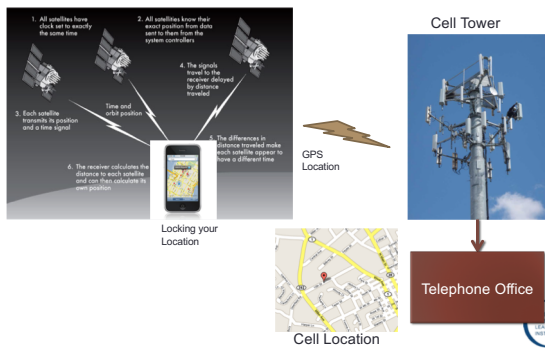 1. All satellites have
clock set to exactly
the same time
2. All satellities know their
exact position from data
sent to them from the
system controllers
3. Each satellite
transmits its position
and a time signal
Time and
orbit position
4. The signals
travel to the
receiver delayed
by distance
traveled
5. The differences in
distance traveled make
each satellite appear to
have a different time
6. The receiver calculates the
distance to each satellite
and can then calculate its
own position
Locking your
Location
GPS
Location
Cell Tower
Telephone Office
Cell Location